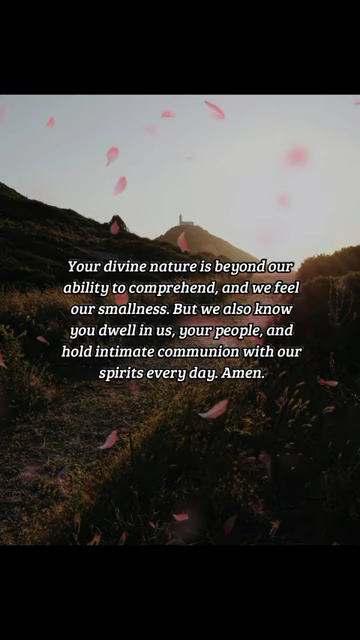 Your divine nature is beyond our
ability to comprehend, and we feel
our smallness. But we also know
you dwell in us, your people, and
hold intimate communion with our
spirits every day. Amen.